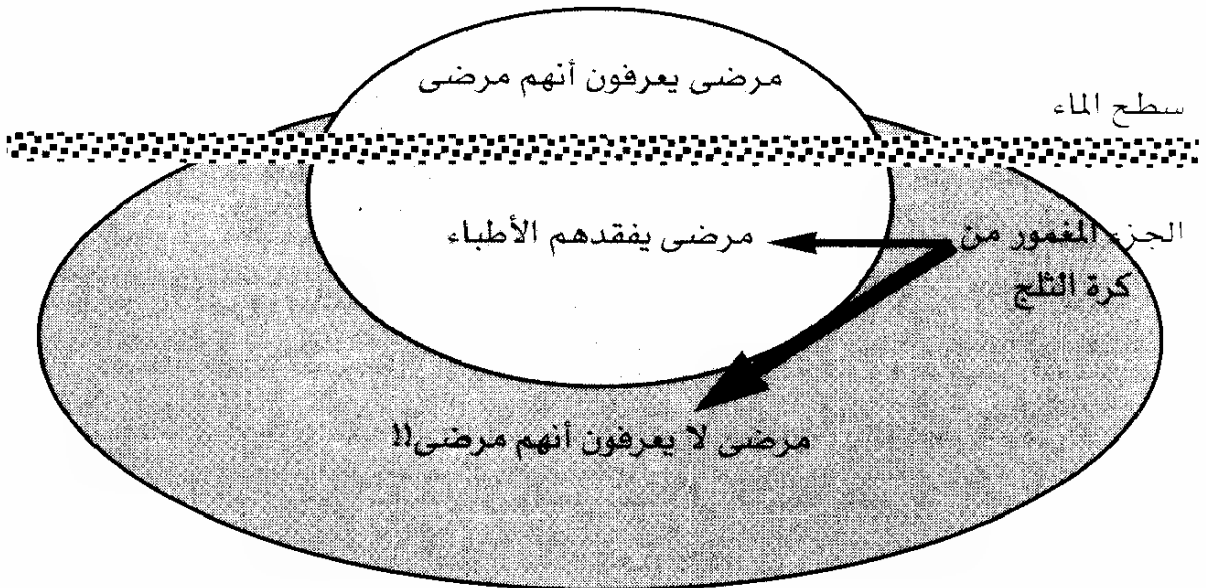 مرضى يعرفون أنهم مرضى
سطح الماء
مرضى يفقدهم الأطباء
الجزء المغمور من
كرة الثلج
مرضى لا يعرفون أنهم مرضى!!